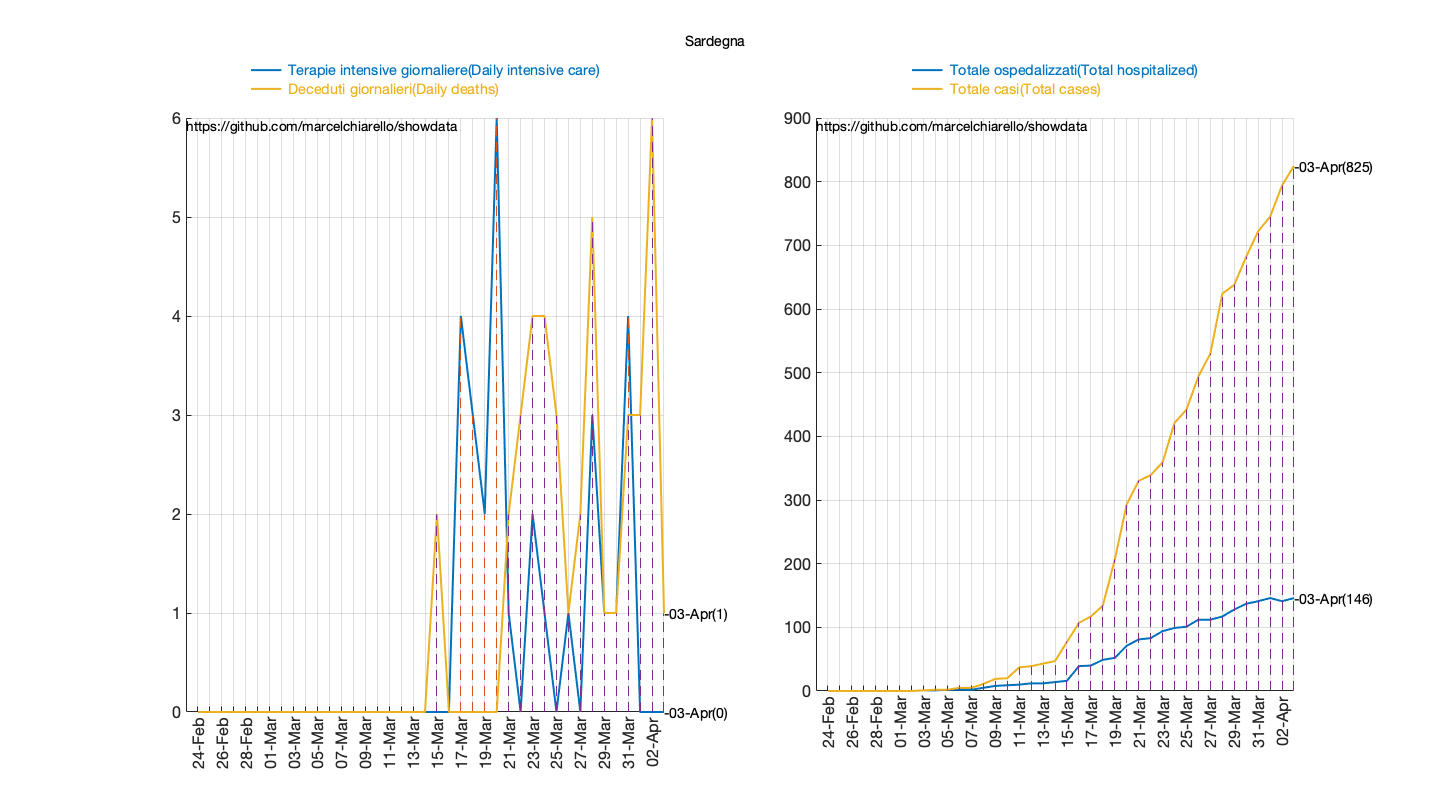 Sardegna
Terapie intensive giornaliere(Daily intensive care)
Deceduti giornalieri(Daily deaths)
https://github.com/marcelchiarello/showdata
6
5
4
3
2
1
0
-03-Apr(1)
-03-Apr(0)
24-Feb
26-Feb
28-Feb
01-Mar
03-Mar
05-Mar
07-Mar
09-Mar
11-Mar
13-Mar
15-Mar
17-Mar
19-Mar
21-Mar
23-Mar
25-Mar
27-Mar
29-Mar
31-Mar
02-Apr
Totale ospedalizzati(Total hospitalized)
Totale casi(Total cases)
https://github.com/marcelchiarello/showdata
900
800
700
600
500
400
300
200
100
0
-03-Apr(825)
-03-Apr(146)
24-Feb
26-Feb
28-Feb
01-Mar
03-Mar
05-Mar
07-Mar
09-Mar
11-Mar
13-Mar
15-Mar
17-Mar
19-Mar
21-Mar
23-Mar
25-Mar
27-Mar
29-Mar
31-Mar
02-Apr